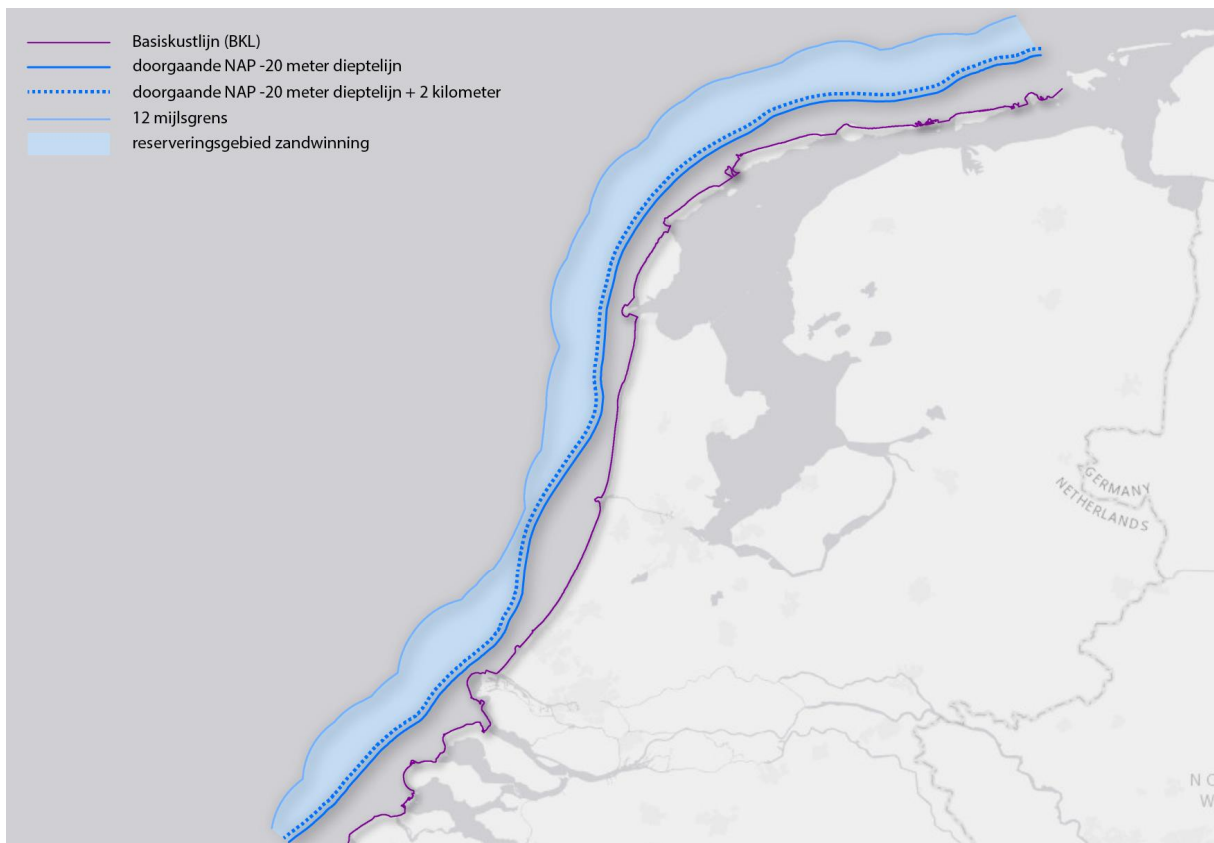 Basiskustlijn (BKL)
doorgaande NAP -20 meter dieptelijn
doorgaande NAP -20 meter dieptelijn + 2 kilometer
12 mijlsgrens
reserveringsgebied zandwinning
GERMANY
NETHERLANDS
N O
W